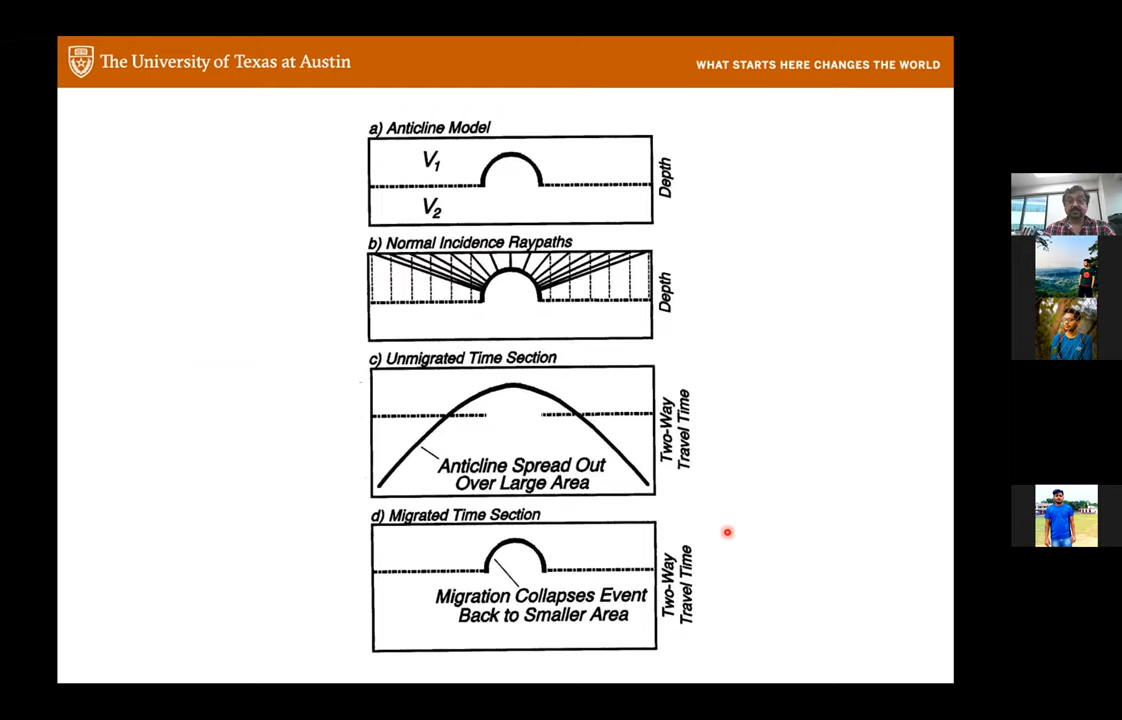 The University of Texas at Austin
WHAT STARTS HERE CHANGES THE WORLD
a) Anticline Model
V1
V2
Depth
b) Normal Incidence Raypaths
Depth
c) Unmigrated Time Section
Anticline Spread Out
Over Large Area
Two-Way
Travel Time
d) Migrated Time Section
Migration Collapses Event
Back to Smaller Area
Two-Way
Travel Time